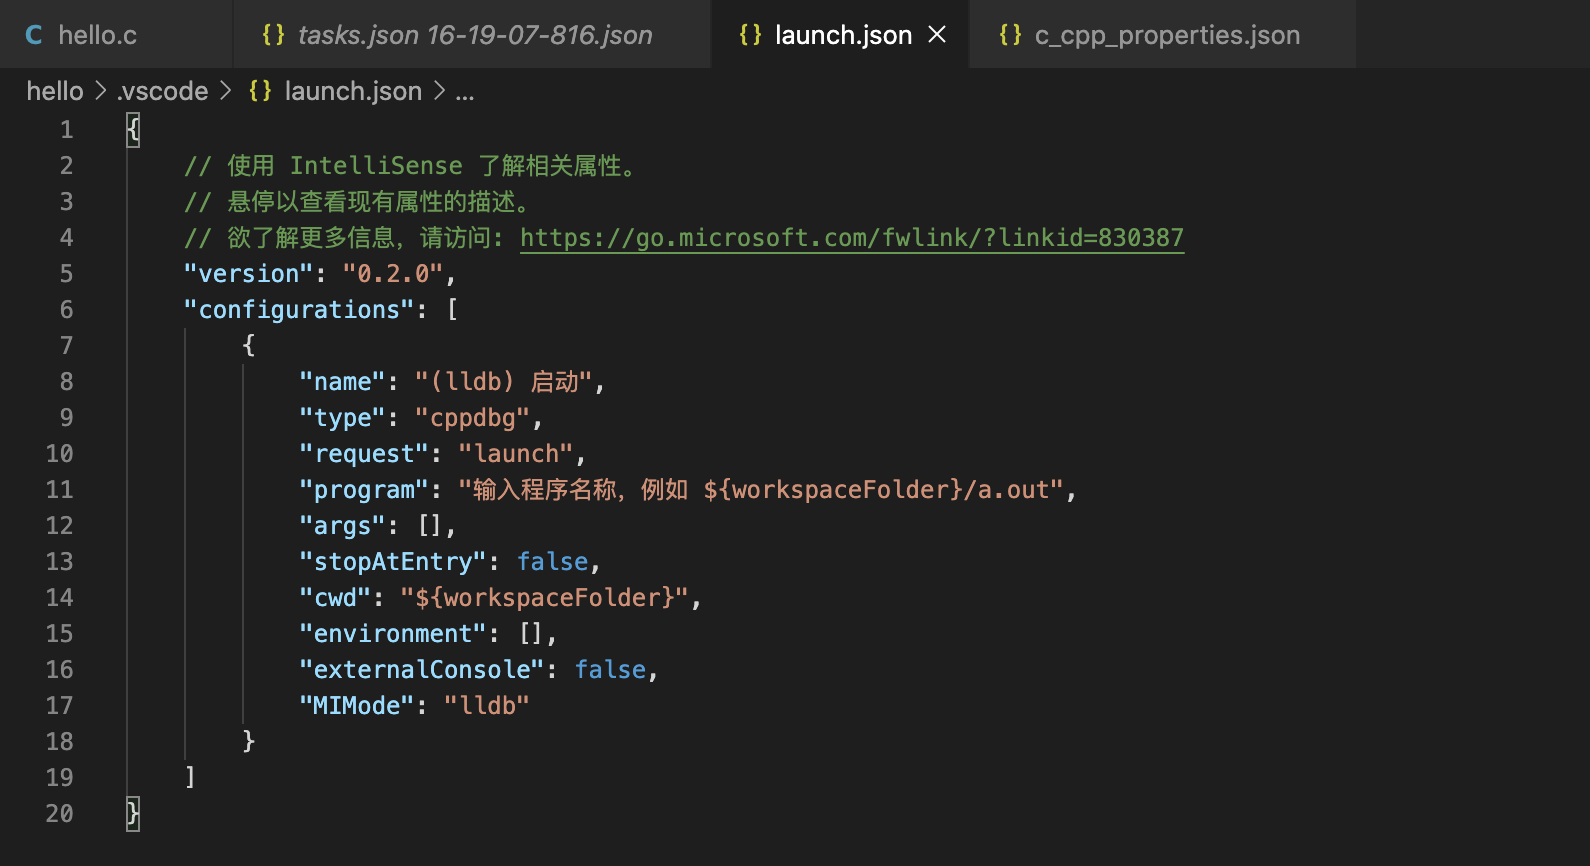 C hello.c {} tasks.json 16-19-07-816.json {} launch.json × {} c_cpp_properties.json
hello > .vscode > {} launch.json > ...
1 {
2 // 使用 IntelliSense 了解相关属性。
3 // 悬停以查看现有属性的描述。
4 // 欲了解更多信息，请访问: https://go.microsoft.com/fwlink/?linkid=830387
5 "version": "0.2.0",
6 "configurations": [
7 {
8 "name": "(lldb) 启动",
9 "type": "cppdbg",
10 "request": "launch",
11 "program": "输入程序名称，例如 ${workspaceFolder}/a.out",
12 "args": [],
13 "stopAtEntry": false,
14 "cwd": "${workspaceFolder}",
15 "environment": [],
16 "externalConsole": false,
17 "MIMode": "lldb"
18 }
19 ]
20 }